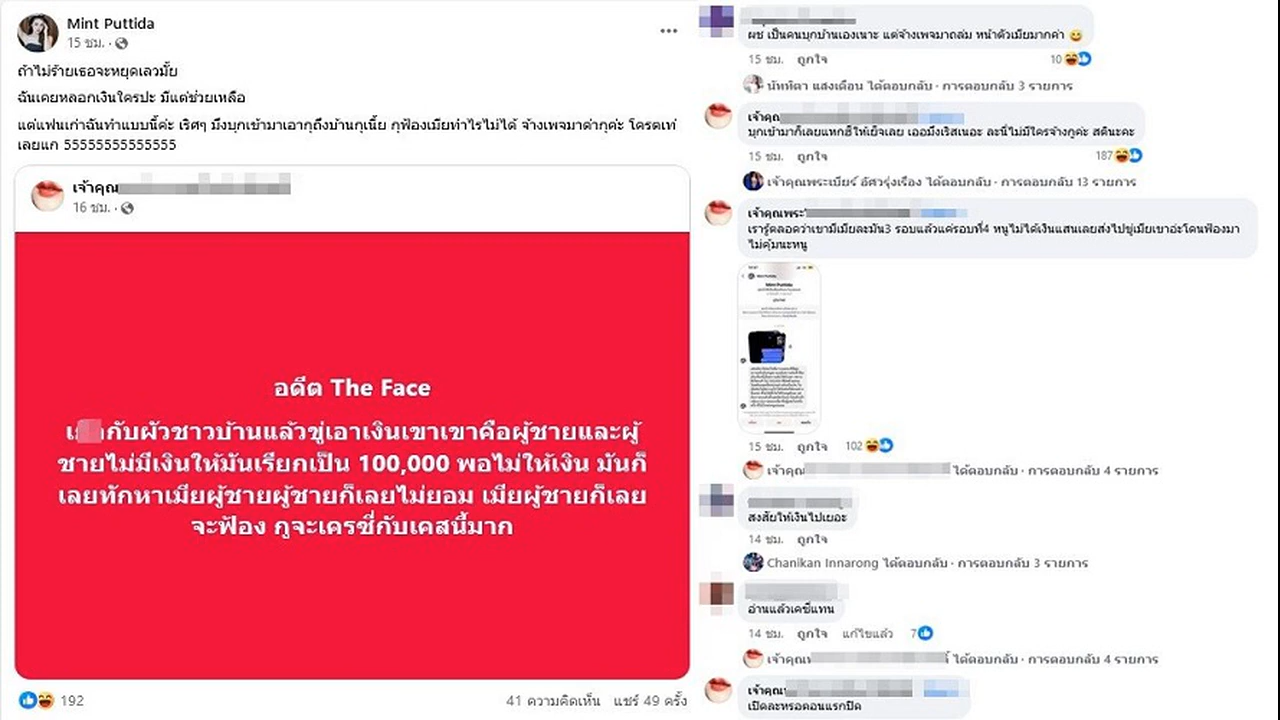 Mint Puttida
15 ชม.
ถ้าไม่ร้ายเธอจะหยุดเลวมั้ย
ฉันเคยหลอกเงินใครปะ มีแต่ช่วยเหลือ
แต่แฟนเก่าฉันทำแบบนี้ค่ะ เริศๆ มึงบุกเข้ามาเอากูถึงบ้านกูเนี้ย กูฟ้องเมียทำไรไม่ได้ จ้างเพจมาด่ากูค่ะ โครตเท่
เลยแก 55555555555555
เจ้าคุณ
16 ชม.
อดีต The Face
กับผัวชาวบ้านแล้วขู่เอาเงินเขาเขาคือผู้ชายและผู้
ชายไม่มีเงินให้มันเรียกเป็น 100,000 พอไม่ให้เงิน มันก็
เลยทักหาเมียผู้ชายผู้ชายก็เลยไม่ยอม เมียผู้ชายก็เลย
จะฟ้อง กูจะเครซี่กับเคสนี้มาก
192
41 ความคิดเห็น แชร์ 49 ครั้ง
ผช เป็นคนบุกบ้านเองเนาะ แต่จ้างเพจมาถล่ม หน้าตัวเมียมากค่า 😄
15 ชม. ถูกใจ 10
นัททิตา แสงเดือน ได้ตอบกลับ · การตอบกลับ 3 รายการ
เจ้าคุณ
บุกเข้ามาก็เลยแหกฮีให้เย็จเลย เออมึงเริสเนอะ ละนี่ไม่มีใครจ้างกูค่ะ สตินะคะ
15 ชม. ถูกใจ 187
เจ้าคุณพระเบียร์ อัศวรุ่งเรือง ได้ตอบกลับ · การตอบกลับ 13 รายการ
เจ้าคุณพระ
เรารู้ตลอดว่าเขามีเมียละมัน3 รอบแล้วแค่รอบที่4 หนูไม่ได้เงินแสนเลยส่งไปขู่เมียเขาอ่ะโดนฟ้องมา
ไม่คุ้มนะหนู
Mint Puttida
15 ชม. ถูกใจ 102
เจ้าคุณ ได้ตอบกลับ · การตอบกลับ 4 รายการ
สงสัยให้เงินไปเยอะ
14 ชม. ถูกใจ
Chanikan Innarong ได้ตอบกลับ · การตอบกลับ 3 รายการ
อ่านแล้วเคซี่แทน
14 ชม. ถูกใจ แก้ไขแล้ว 7
เจ้าคุณ ได้ตอบกลับ · การตอบกลับ 4 รายการ
เจ้าคุณ
เปิดละหรอตอนแรกปิด